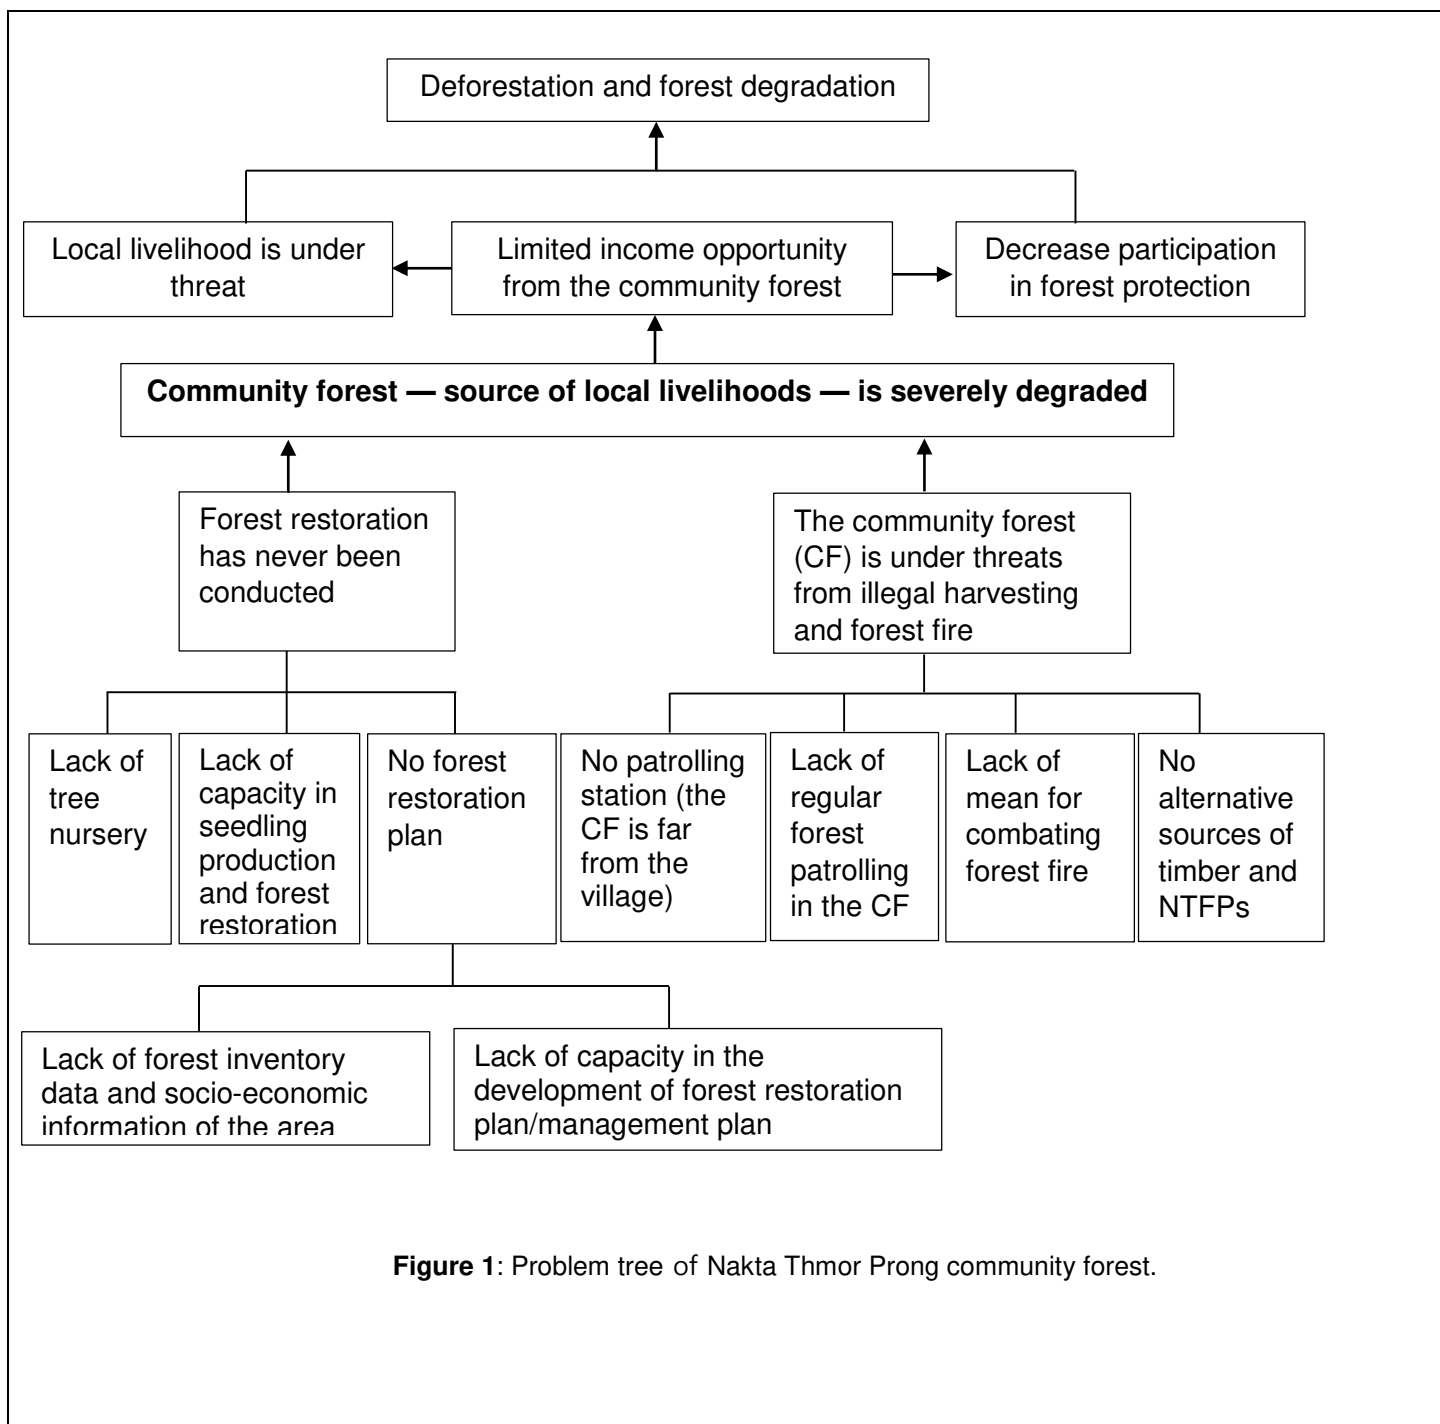 Deforestation and forest degradation
Local livelihood is under
threat
Limited income opportunity
from the community forest
Decrease participation
in forest protection
Community forest — source of local livelihoods — is severely degraded
Forest restoration
has never been
conducted
The community forest
(CF) is under threats
from illegal harvesting
and forest fire
Lack of
tree
nursery
Lack of
capacity in
seedling
production
and forest
restoration
No forest
restoration
plan
No patrolling
station (the
CF is far
from the
village)
Lack of
regular
forest
patrolling
in the CF
Lack of
mean for
combating
forest fire
No
alternative
sources of
timber and
NTFPs
Lack of forest inventory
data and socio-economic
information of the area
Lack of capacity in the
development of forest restoration
plan/management plan
Figure 1: Problem tree of Nakta Thmor Prong community forest.